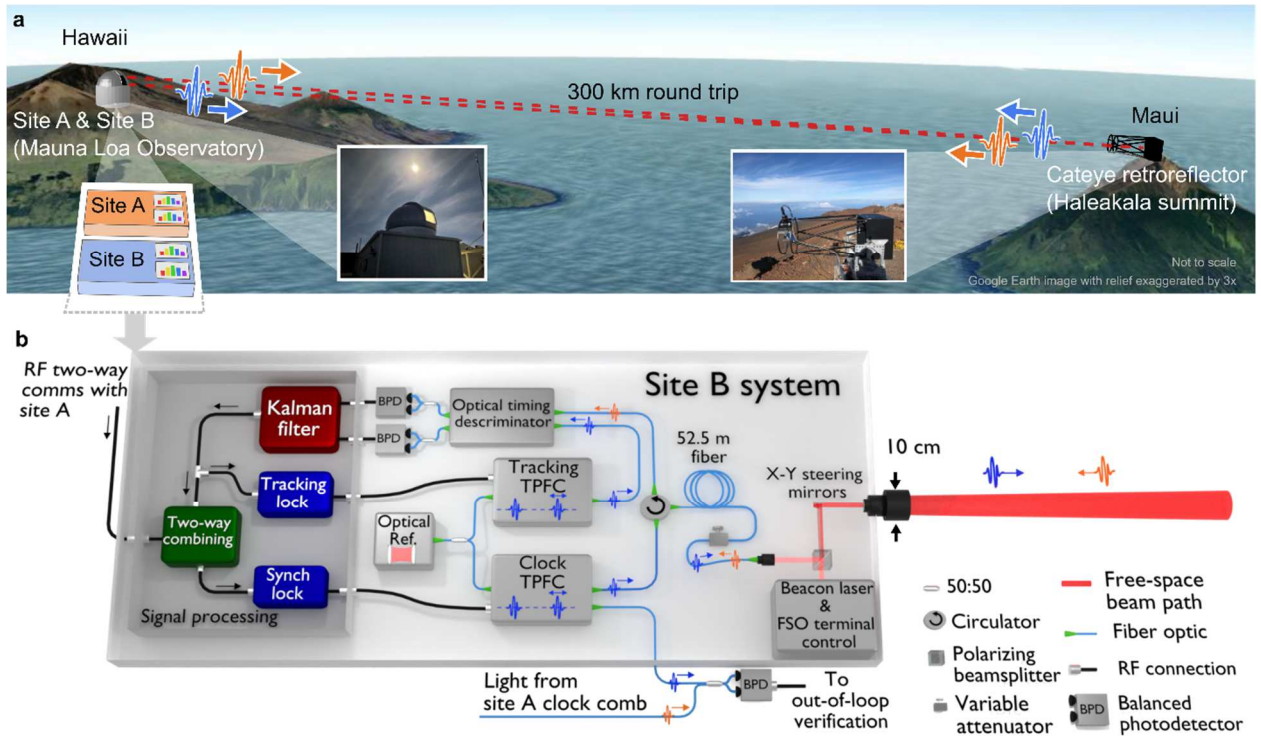 a
Hawaii
300 km round trip
Maui
Site A & Site B
(Mauna Loa Observatory)
Cateye retroreflector
(Haleakala summit)
Site A
Site B
Not to scale
Google Earth image with relief exaggerated by 3x
b
RF two-way
comms with
site A
Site B system
Kalman
filter
BPD
BPD
Optical timing
descriminator
52.5 m
fiber
10 cm
X-Y steering
mirrors
Tracking
lock
Tracking
TPFC
Two-way
combining
Optical
Ref.
Clock
TPFC
Synch
lock
Signal processing
Beacon laser
&
FSO terminal
control
50:50
Circulator
Polarizing
beamsplitter
Variable
attenuator
Free-space
beam path
Fiber optic
RF connection
BPD
Balanced
photodetector
Light from
site A clock comb
BPD
To
out-of-loop
verification